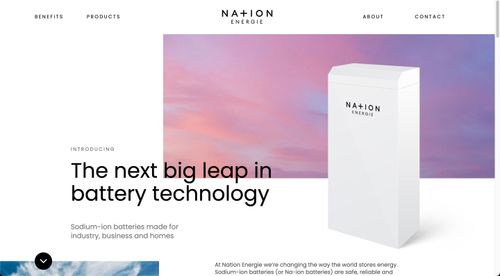 BENEFITS
PRODUCTS
NA+ION
ENERGIE
ABOUT
CONTACT
NA+ION
ENERGIE
INTRODUCING
The next big leap in
battery technology
Sodium-ion batteries made for
industry, business and homes
At Nation Energie we're changing the way the world stores energy.
Sodium-ion batteries (or Na-ion batteries) are safe, reliable and